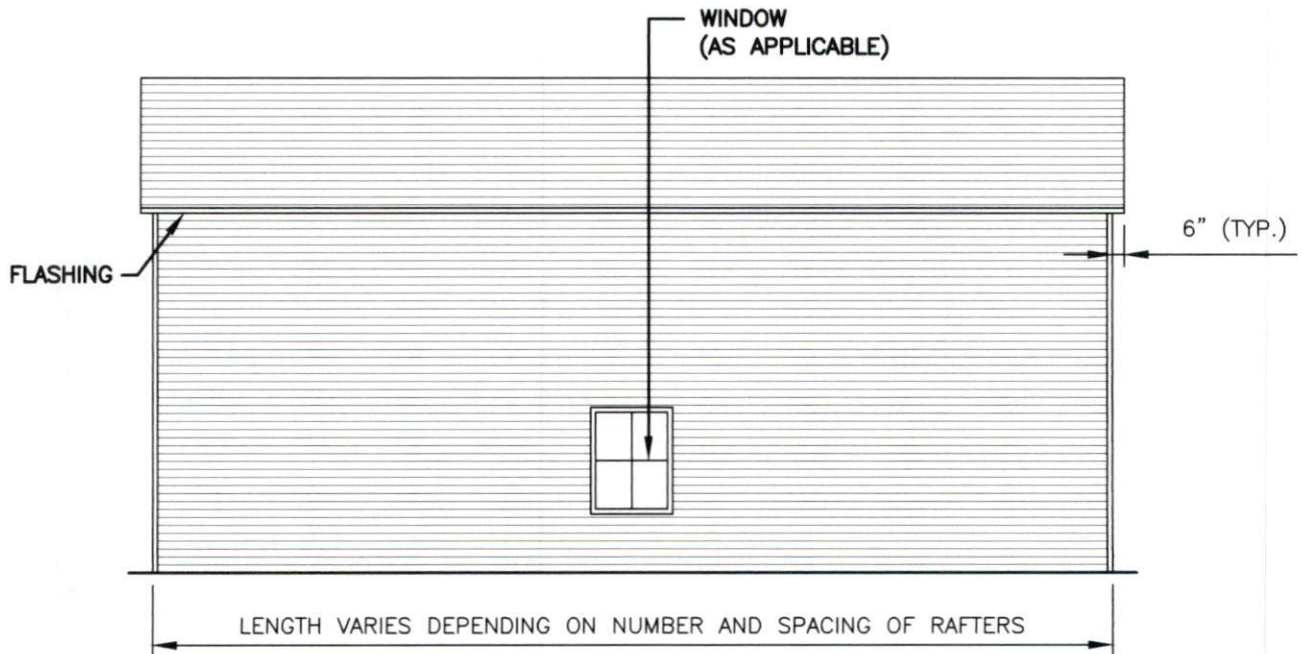 WINDOW
(AS APPLICABLE)
6" (TYP.)
FLASHING
LENGTH VARIES DEPENDING ON NUMBER AND SPACING OF RAFTERS